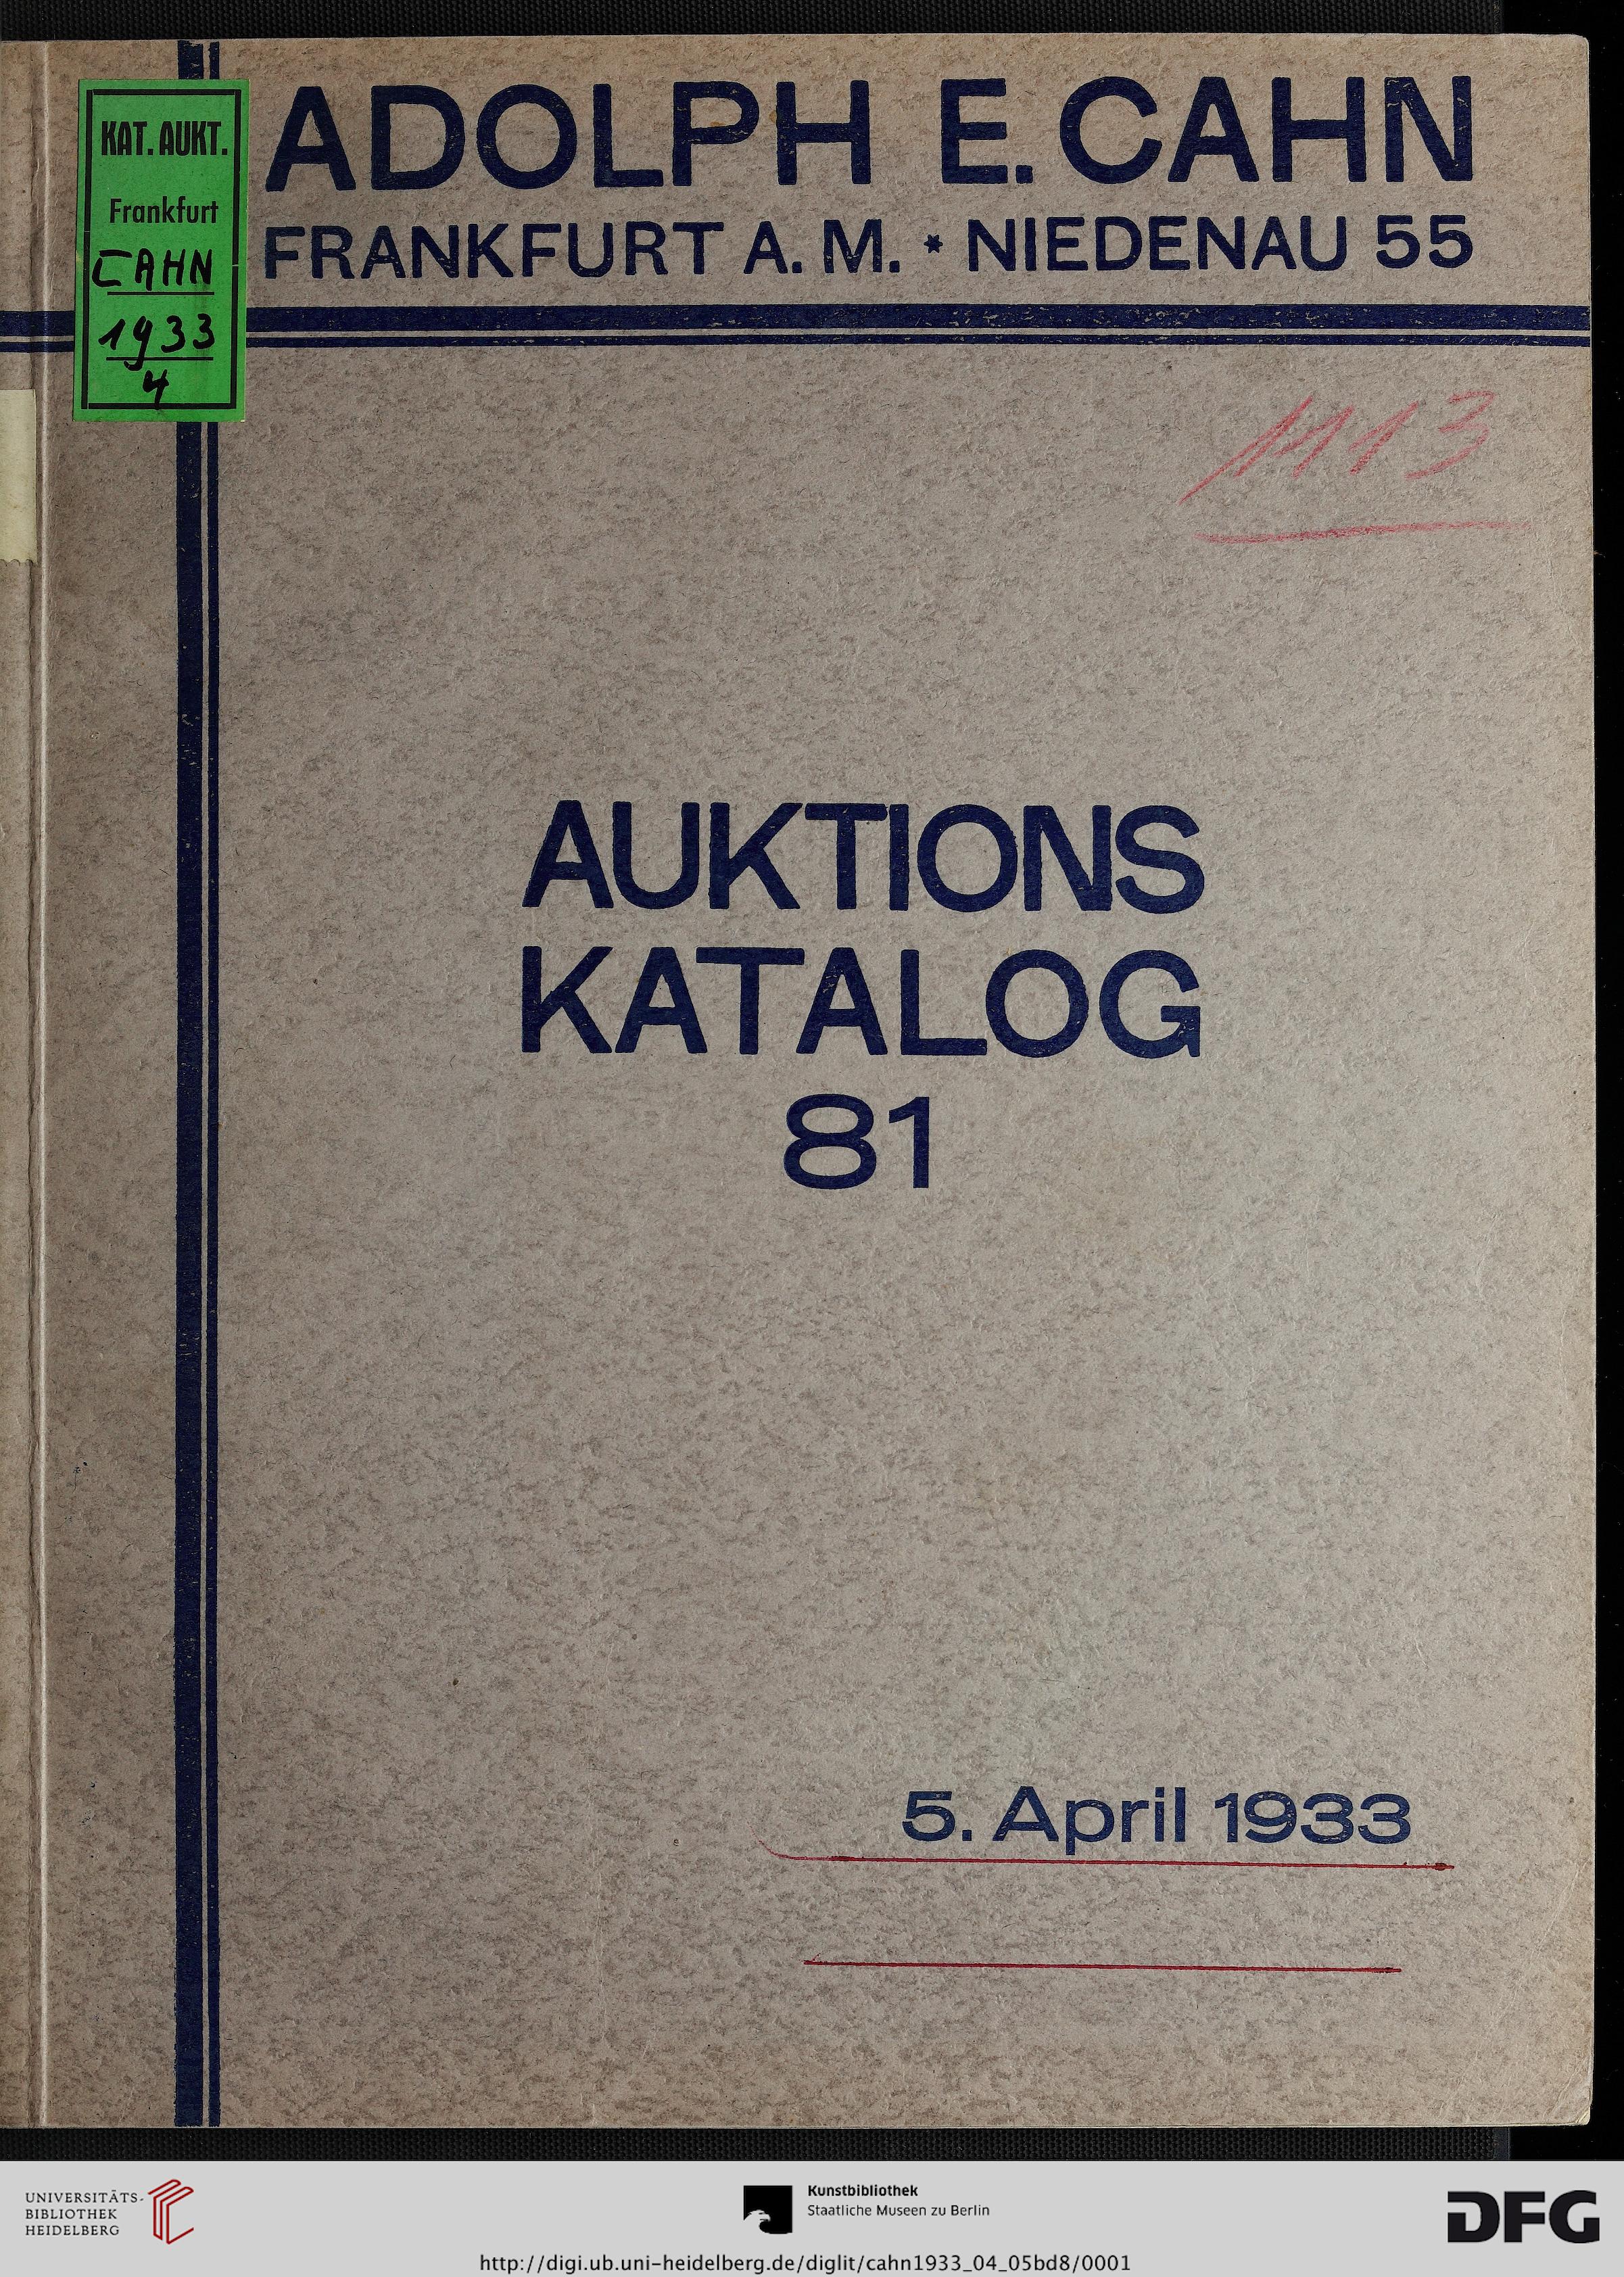 ADOLPH E. CAHN
FRANKFURT A. M. * NIEDENAU 55
KAT. AUKT.
Frankfurt
CAHN
1933
4
1113
AUKTIONS
KATALOG
81
5. April 1933
UNIVERSITÄTS-
BIBLIOTHEK
HEIDELBERG
Kunstbibliothek
Staatliche Museen zu Berlin
DFG
http://digi.ub.uni-heidelberg.de/diglit/cahn1933_04_05bd8/0001